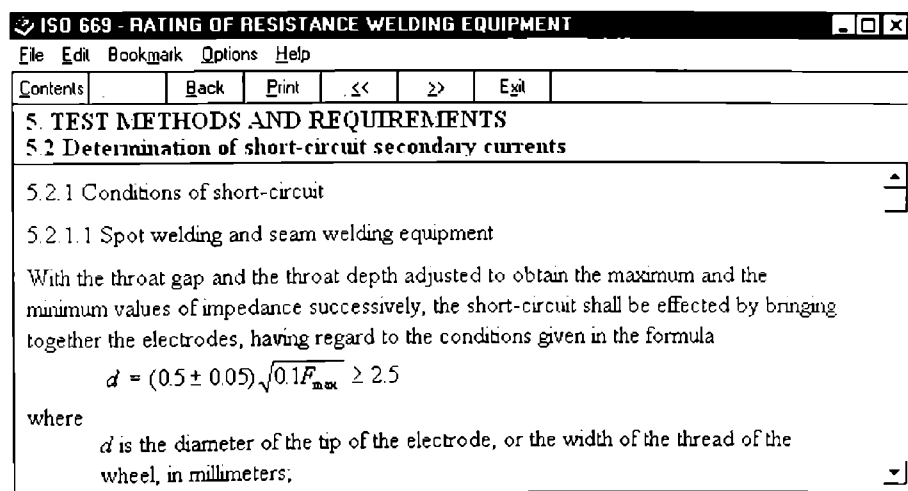 ISO 669 - RATING OF RESISTANCE WELDING EQUIPMENT
File Edit Bookmark Options Help
Contents Back Print << >> Exit
5. TEST METHODS AND REQUIREMENTS
5.2 Determination of short-circuit secondary currents
5.2.1 Conditions of short-circuit
5.2.1.1 Spot welding and seam welding equipment
With the throat gap and the throat depth adjusted to obtain the maximum and the
minimum values of impedance successively, the short-circuit shall be effected by bringing
together the electrodes, having regard to the conditions given in the formula
d = (0.5 ± 0.05)√0.1F_max ≥ 2.5
where
d is the diameter of the tip of the electrode, or the width of the thread of the
wheel, in millimeters;